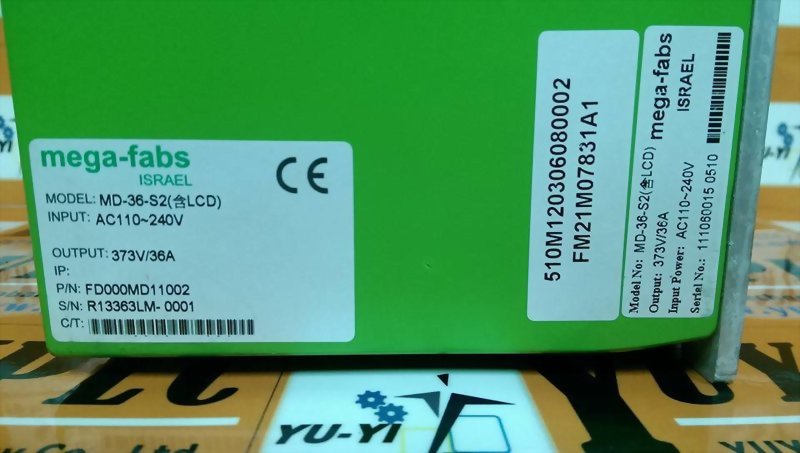 mega-fabs
ISRAEL
CE
MODEL: MD-36-S2(含LCD)
INPUT: AC110~240V
OUTPUT: 373V/36A
IP:
P/N: FD000MD11002
S/N: R13363LM- 0001
C/T:
510M120306080002
FM21M07831A1
mega-fabs
ISRAEL
Model No: MD-36-S2(含LCD)
Output: 373V/36A
Input Power: AC110~240V
Serial No.: 111060015 0510
YU-YI